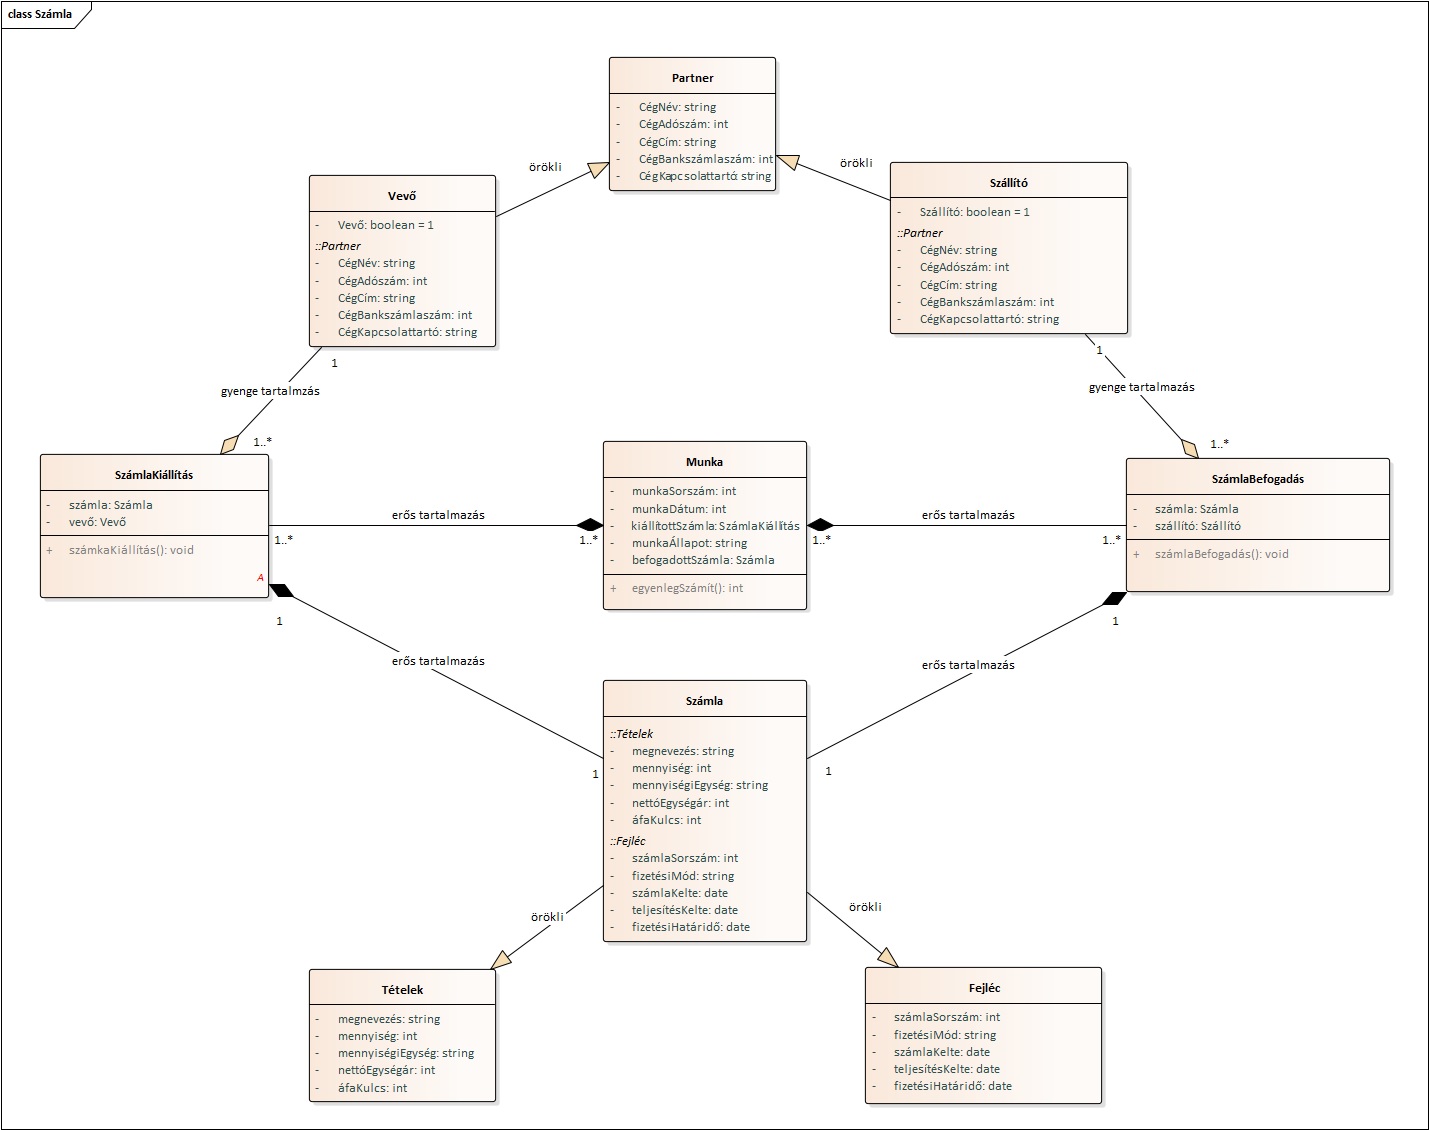 class Számla
Partner
- CégNév: string
- CégAdószám: int
- CégCím: string
- CégBankszámlaszám: int
- CégKapcsolattartó: string
örökli
örökli
Vevő
- Vevő: boolean = 1
::Partner
- CégNév: string
- CégAdószám: int
- CégCím: string
- CégBankszámlaszám: int
- CégKapcsolattartó: string
Szállító
- Szállító: boolean = 1
::Partner
- CégNév: string
- CégAdószám: int
- CégCím: string
- CégBankszámlaszám: int
- CégKapcsolattartó: string
1
gyenge tartalmzás
1..*
1
gyenge tartalmazás
1..*
SzámlaKiállítás
- számla: Számla
- vevő: Vevő
+ számkaKiállítás(): void
A
erős tartalmazás
1..*
1..*
Munka
- munkaSorszám: int
- munkaDátum: int
- kiállítottSzámla: SzámlaKiállítás
- munkaÁllapot: string
- befogadottSzámla: Számla
+ egyenlegSzámít(): int
erős tartalmazás
1..*
1..*
SzámlaBefogadás
- számla: Számla
- szállító: Szállító
+ számlaBefogadás(): void
1
erős tartalmazás
1
1
erős tartalmazás
1
Számla
::Tételek
- megnevezés: string
- mennyiség: int
- mennyiségiEgység: string
- nettóEgységár: int
- áfaKulcs: int
::Fejléc
- számlaSorszám: int
- fizetésiMód: string
- számlaKelte: date
- teljesítésKelte: date
- fizetésiHatáridő: date
örökli
örökli
Tételek
- megnevezés: string
- mennyiség: int
- mennyiségiEgység: string
- nettóEgységár: int
- áfaKulcs: int
Fejléc
- számlaSorszám: int
- fizetésiMód: string
- számlaKelte: date
- teljesítésKelte: date
- fizetésiHatáridő: date